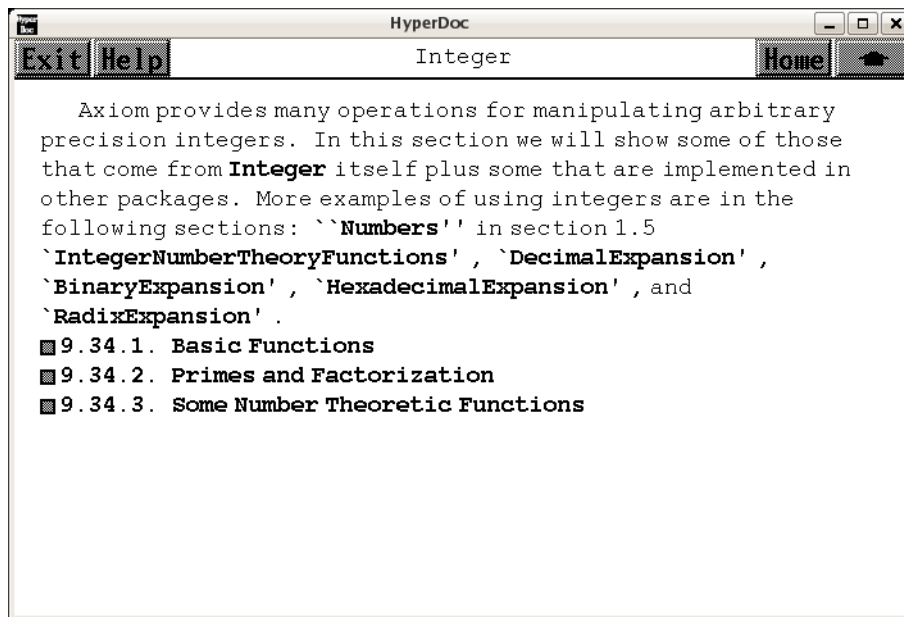 Hyper Doc
HyperDoc
Exit Help Integer Home
Axiom provides many operations for manipulating arbitrary
precision integers. In this section we will show some of those
that come from Integer itself plus some that are implemented in
other packages. More examples of using integers are in the
following sections: ``Numbers'' in section 1.5
`IntegerNumberTheoryFunctions' , `DecimalExpansion' ,
`BinaryExpansion' , `HexadecimalExpansion' , and
`RadixExpansion' .
9.34.1. Basic Functions
9.34.2. Primes and Factorization
9.34.3. Some Number Theoretic Functions